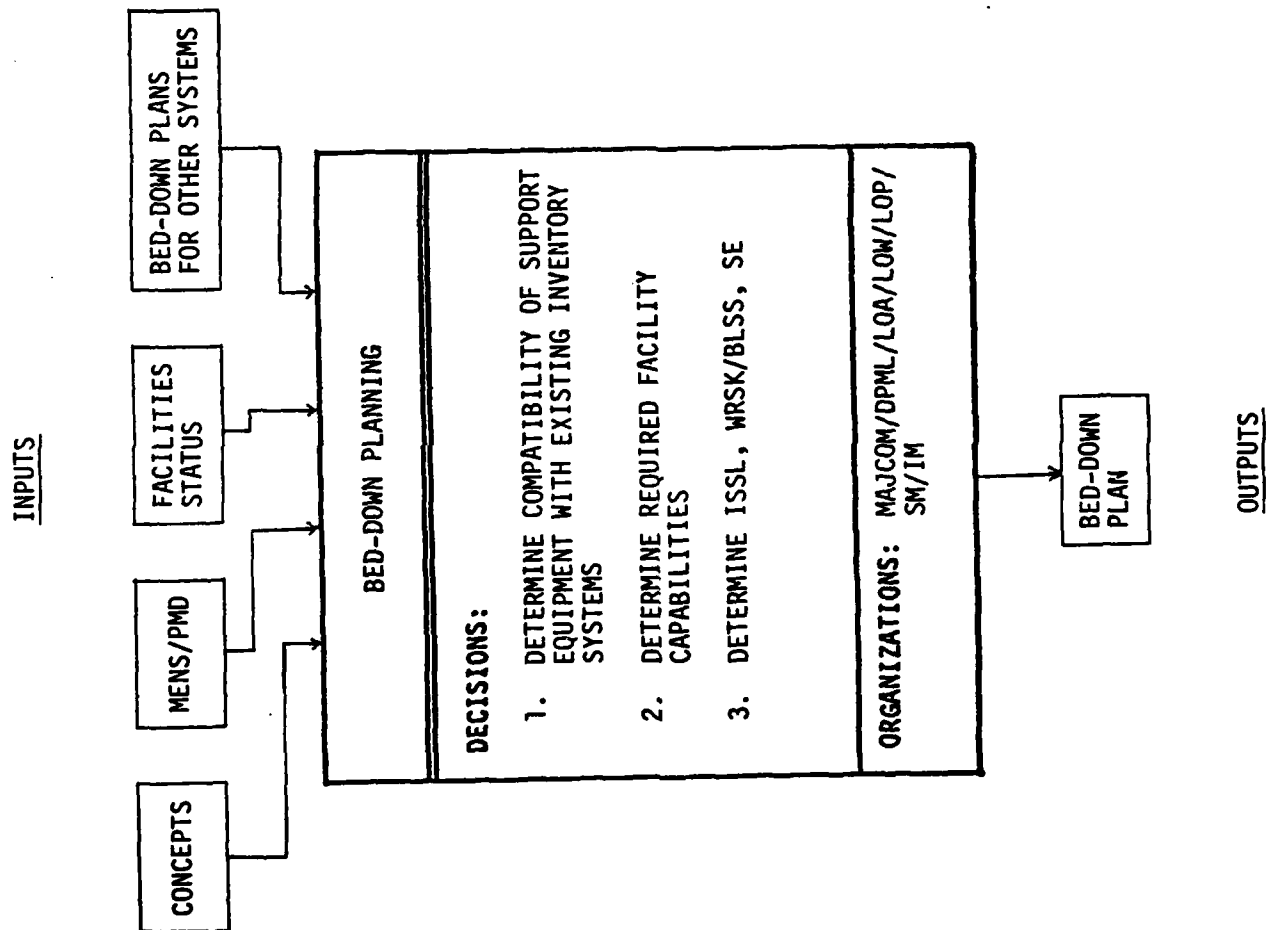 INPUTS
CONCEPTS
MENS/PMD
FACILITIES
STATUS
BED-DOWN PLANS
FOR OTHER SYSTEMS
BED-DOWN PLANNING
DECISIONS:
1. DETERMINE COMPATIBILITY OF SUPPORT
EQUIPMENT WITH EXISTING INVENTORY
SYSTEMS
2. DETERMINE REQUIRED FACILITY
CAPABILITIES
3. DETERMINE ISSL, WRSK/BLSS, SE
ORGANIZATIONS: MAJCOM/DPML/LOA/LOW/LOP/
SM/IM
BED-DOWN
PLAN
OUTPUTS